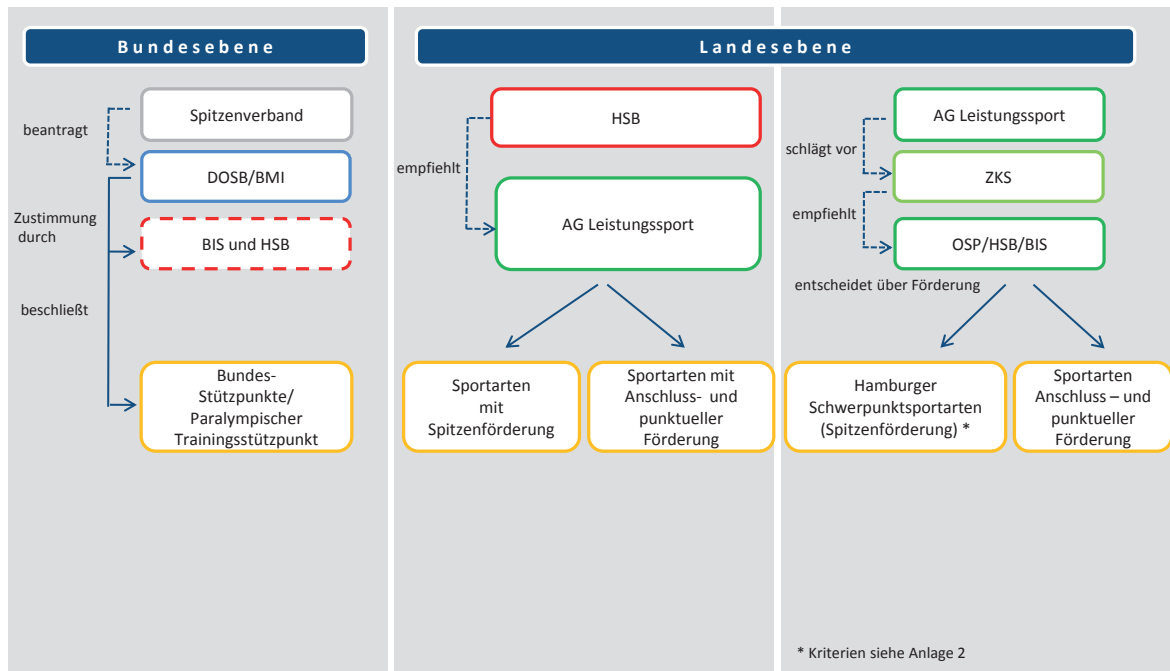 Bundesebene
Spitzenverband
beantragt
DOSB/BMI
Zustimmung
durch
BIS und HSB
beschließt
Bundes-
Stützpunkte/
Paralympischer
Trainingsstützpunkt
Landesebene
HSB
empfiehlt
AG Leistungssport
Sportarten
mit
Spitzenförderung
Sportarten mit
Anschluss- und
punktueller
Förderung
AG Leistungssport
schlägt vor
ZKS
empfiehlt
OSP/HSB/BIS
entscheidet über Förderung
Hamburger
Schwerpunktsportarten
(Spitzenförderung) *
Sportarten
Anschluss – und
punktueller
Förderung
* Kriterien siehe Anlage 2